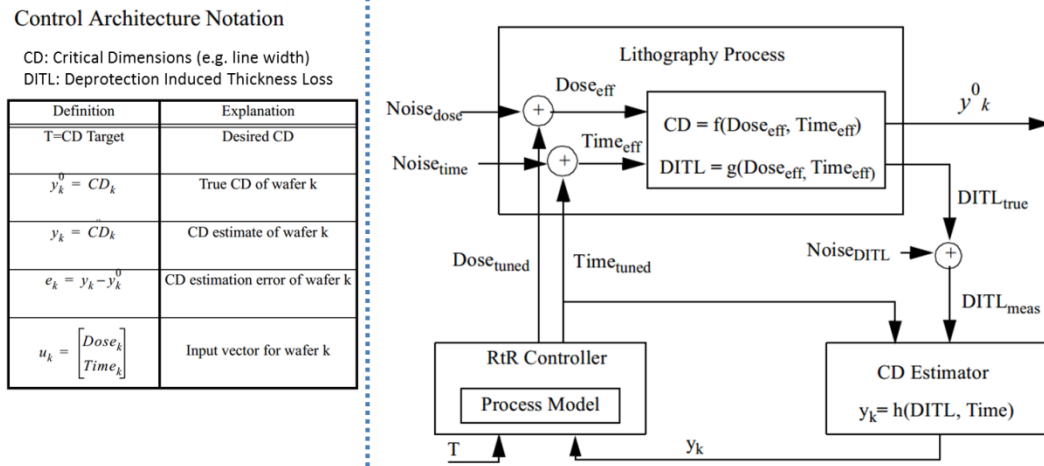 Control Architecture Notation
CD: Critical Dimensions (e.g. line width)
DITL: Deprotection Induced Thickness Loss
Definition Explanation
T=CD Target Desired CD
y⁰ₖ = CDₖ True CD of wafer k
yₖ = CDₖ CD estimate of wafer k
eₖ = yₖ − y⁰ₖ CD estimation error of wafer k
uₖ = [Doseₖ Timeₖ] Input vector for wafer k
Lithography Process
Noise_dose
Dose_eff
Noise_time
Time_eff
CD = f(Dose_eff, Time_eff)
DITL = g(Dose_eff, Time_eff)
y⁰ₖ
DITL_true
Dose_tuned
Time_tuned
Noise_DITL
DITL_meas
RtR Controller
Process Model
CD Estimator
yₖ= h(DITL, Time)
T
yₖ